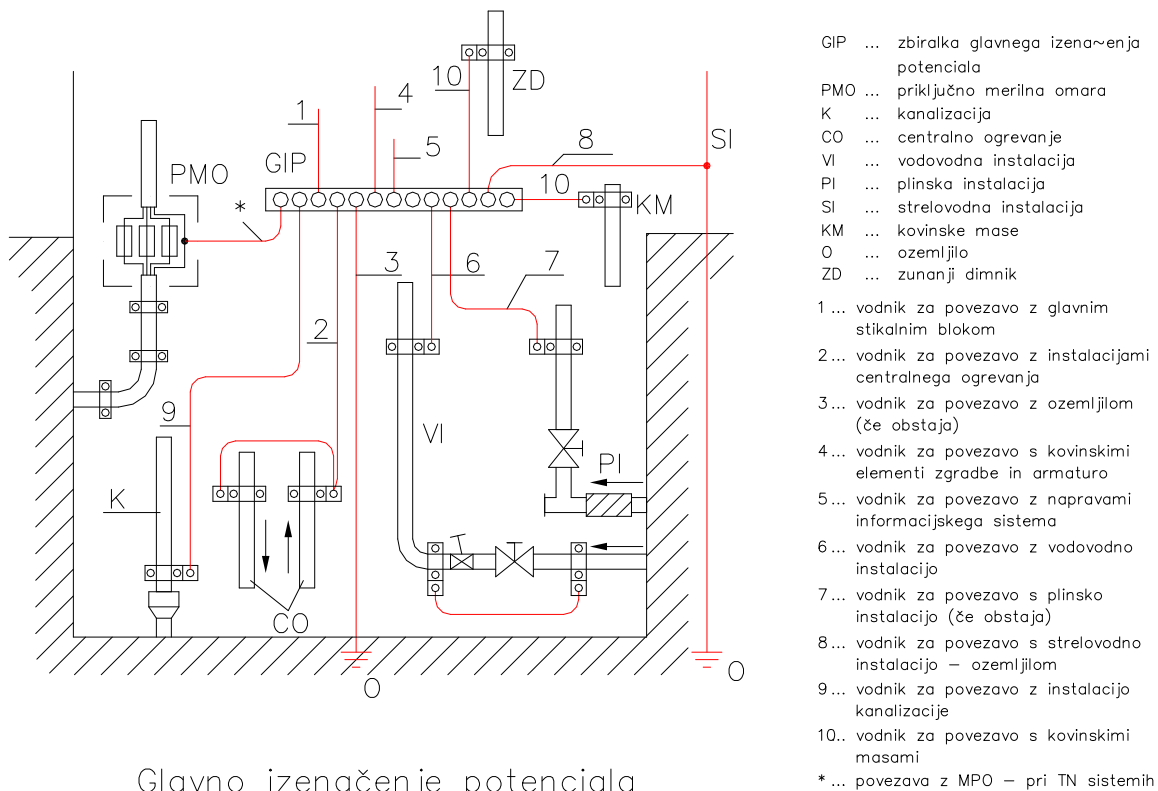 10
ZD
4
1
5
8
SI
GIP
PMO
10
KM
*
3
6
7
2
9
VI
PI
K
CO
O
O
Glavno izenačenje potenciala
GIP ... zbiralka glavnega izena~enja
potenciala
PMO ... priključno merilna omara
K ... kanalizacija
CO ... centralno ogrevanje
VI ... vodovodna instalacija
PI ... plinska instalacija
SI ... strelovodna instalacija
KM ... kovinske mase
O ... ozemljilo
ZD ... zunanji dimnik
1 ... vodnik za povezavo z glavnim
stikalnim blokom
2 ... vodnik za povezavo z instalacijami
centralnega ogrevanja
3 ... vodnik za povezavo z ozemljilom
(če obstaja)
4 ... vodnik za povezavo s kovinskimi
elementi zgradbe in armaturo
5 ... vodnik za povezavo z napravami
informacijskega sistema
6 ... vodnik za povezavo z vodovodno
instalacijo
7 ... vodnik za povezavo s plinsko
instalacijo (če obstaja)
8 ... vodnik za povezavo s strelovodno
instalacijo – ozemljilom
9 ... vodnik za povezavo z instalacijo
kanalizacije
10.. vodnik za povezavo s kovinskimi
masami
* ... povezava z MPO – pri TN sistemih